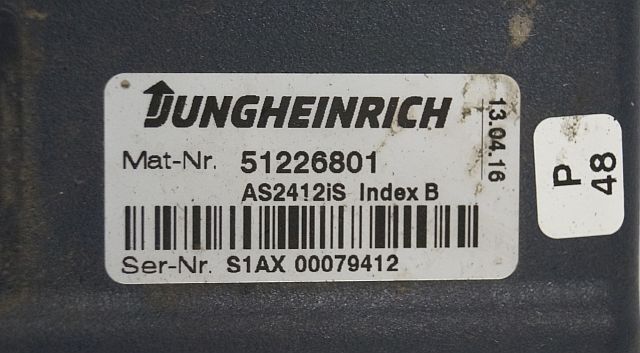 JUNGHEINRICH
Mat-Nr. 51226801
AS2412iS Index B
Ser-Nr. S1AX 00079412
13.04.16
P
48